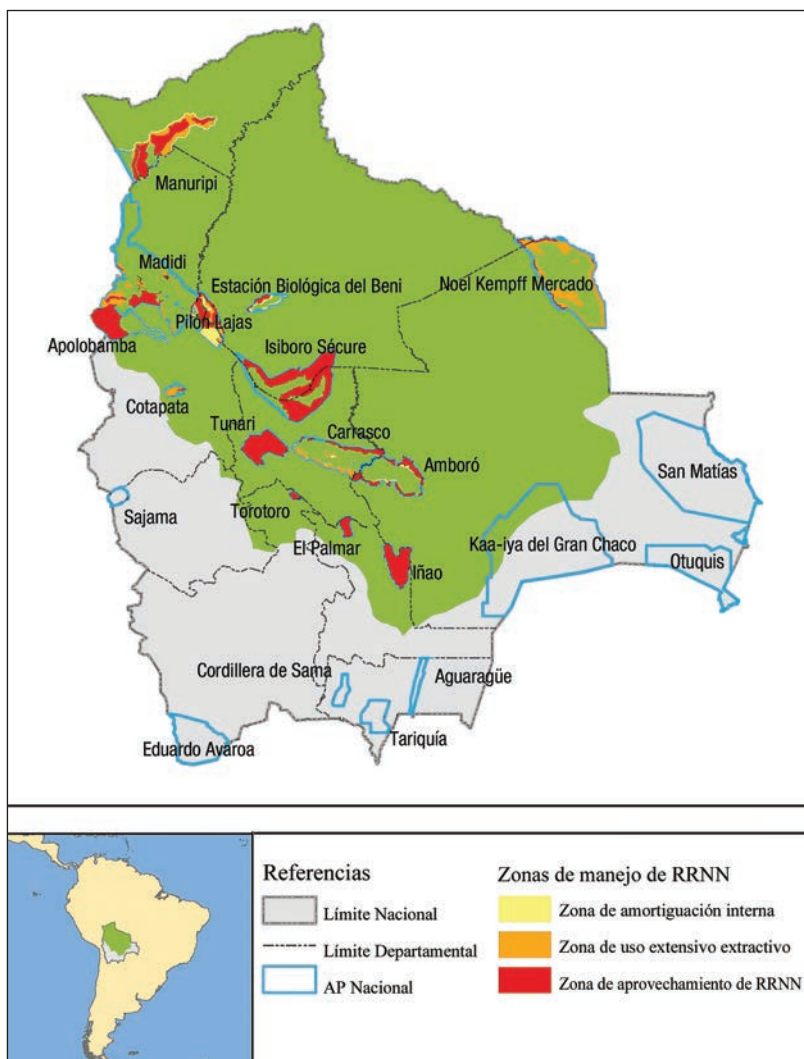 Manuripi
Madidi
Estación Biológica del Beni
Noel Kempff Mercado
Pilón Lajas
Apolobamba
Isiboro Sécure
Cotapata
Tunari
Carrasco
Amboró
San Matías
Sajama
Torotoro
Kaa-iya del Gran Chaco
El Palmar
Otuquis
Iñao
Cordillera de Sama
Aguaragüe
Tariquía
Eduardo Avaroa
Referencias
Límite Nacional
Límite Departamental
AP Nacional
Zonas de manejo de RRNN
Zona de amortiguación interna
Zona de uso extensivo extractivo
Zona de aprovechamiento de RRNN